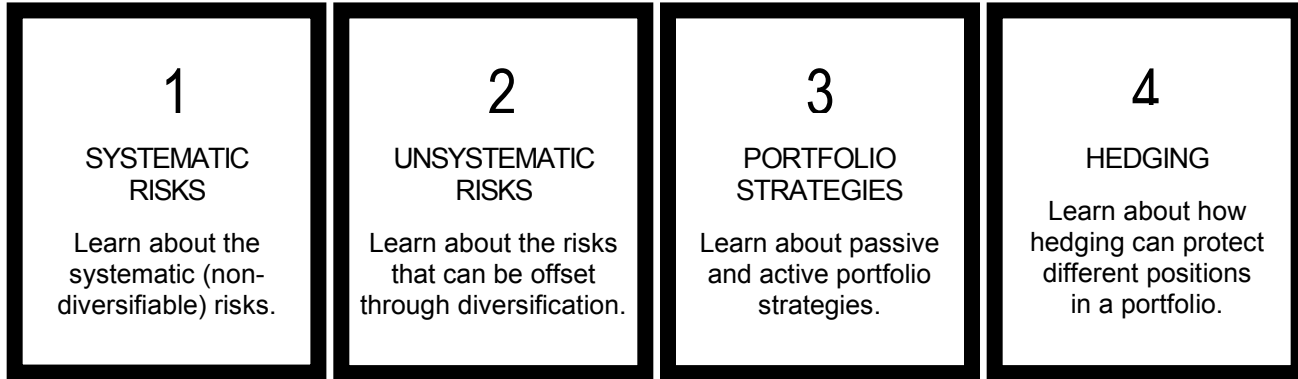 1
SYSTEMATIC
RISKS
Learn about the
systematic (non-
diversifiable) risks.
2
UNSYSTEMATIC
RISKS
Learn about the risks
that can be offset
through diversification.
3
PORTFOLIO
STRATEGIES
Learn about passive
and active portfolio
strategies.
4
HEDGING
Learn about how
hedging can protect
different positions
in a portfolio.